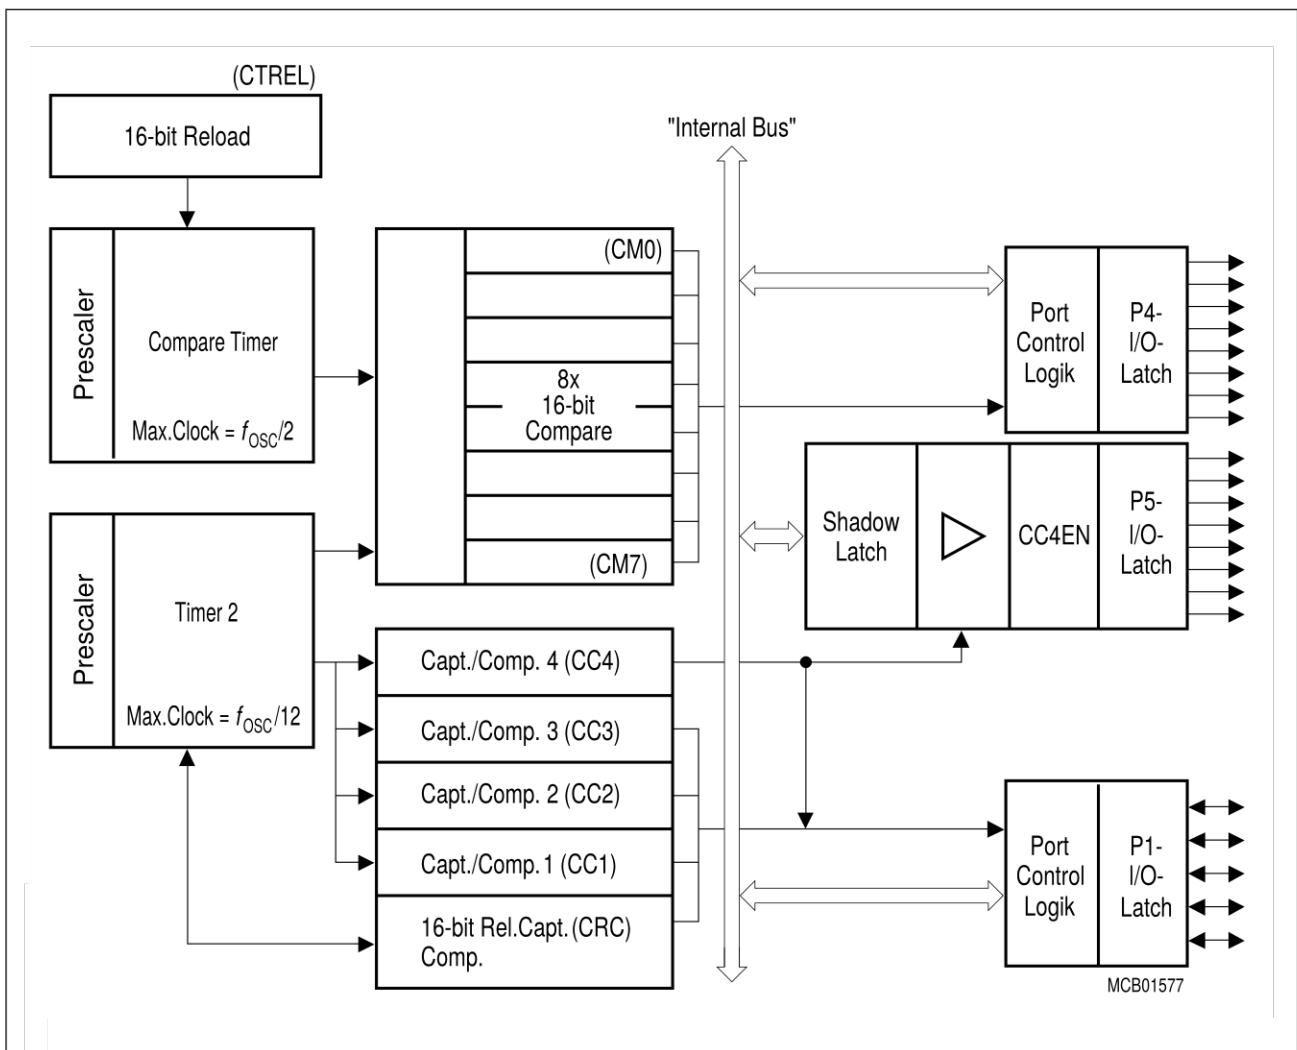 (CTREL)
16-bit Reload
"Internal Bus"
Prescaler
Compare Timer
Max.Clock = fOSC/2
(CM0)
8x
16-bit
Compare
(CM7)
Port
Control
Logik
P4-
I/O-
Latch
Shadow
Latch
CC4EN
P5-
I/O-
Latch
Prescaler
Timer 2
Max.Clock = fOSC/12
Capt./Comp. 4 (CC4)
Capt./Comp. 3 (CC3)
Capt./Comp. 2 (CC2)
Capt./Comp. 1 (CC1)
16-bit Rel.Capt. (CRC)
Comp.
Port
Control
Logik
P1-
I/O-
Latch
MCB01577